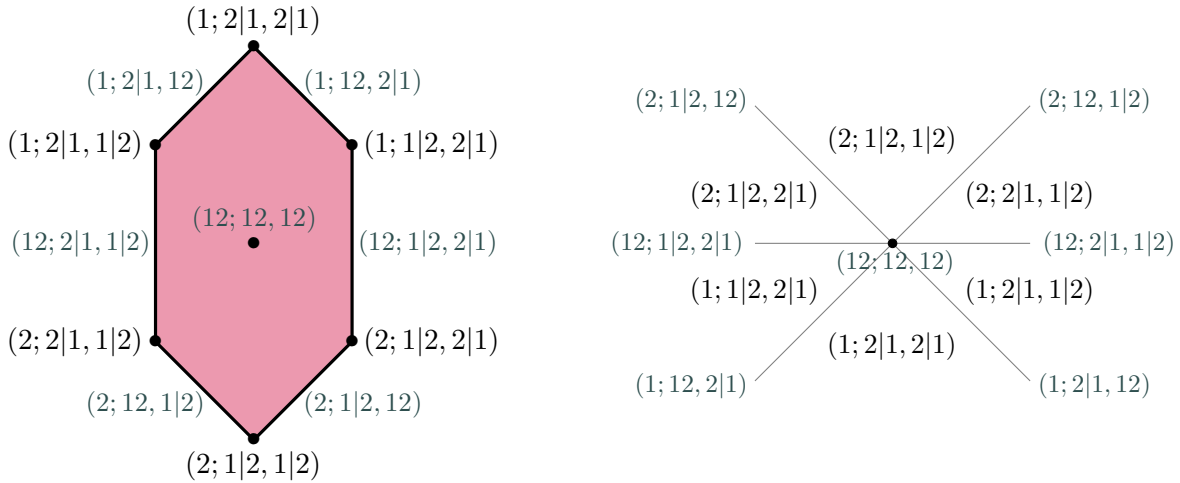 (1; 2|1, 2|1)
(1; 2|1, 12)
(1; 12, 2|1)
(1; 2|1, 1|2)
(1; 1|2, 2|1)
(12; 12, 12)
(12; 2|1, 1|2)
(12; 1|2, 2|1)
(2; 2|1, 1|2)
(2; 1|2, 2|1)
(2; 12, 1|2)
(2; 1|2, 12)
(2; 1|2, 1|2)
(2; 1|2, 12)
(2; 12, 1|2)
(2; 1|2, 1|2)
(2; 1|2, 2|1)
(2; 2|1, 1|2)
(12; 1|2, 2|1)
(12; 2|1, 1|2)
(12; 12, 12)
(1; 1|2, 2|1)
(1; 2|1, 1|2)
(1; 2|1, 2|1)
(1; 12, 2|1)
(1; 2|1, 12)